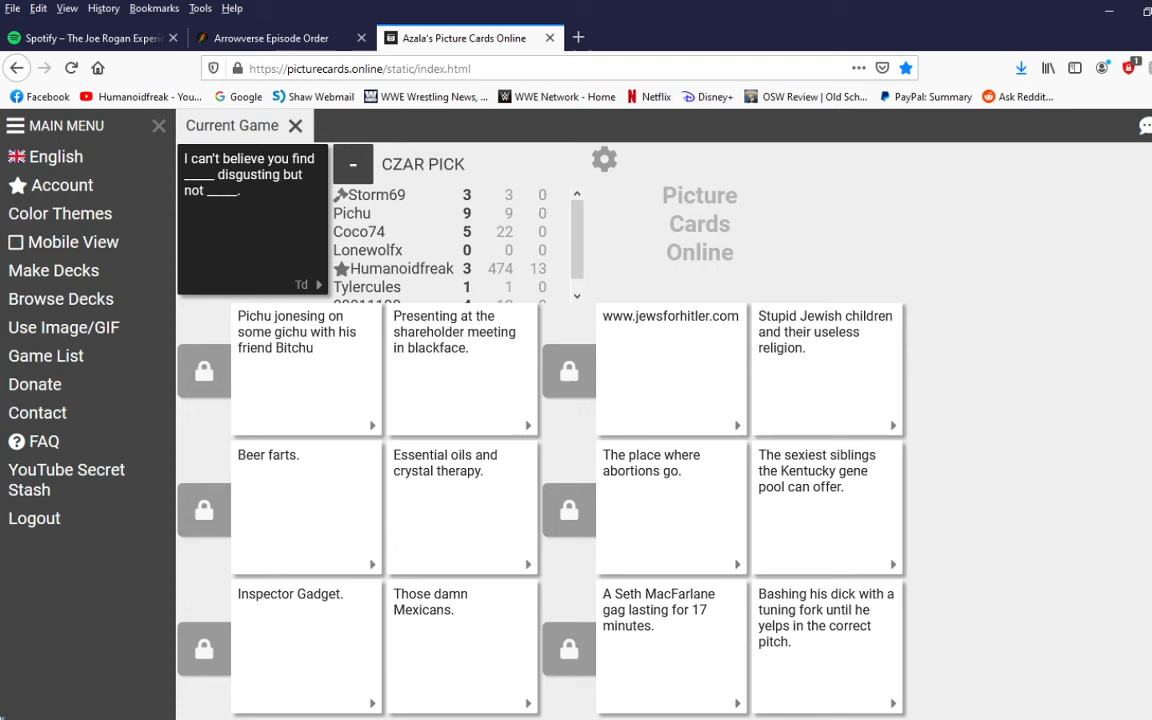 File Edit View History Bookmarks Tools Help
Spotify – The Joe Rogan Experi
Arrowverse Episode Order
Azala's Picture Cards Online
https://picturecards.online/static/index.html
1
Facebook
Humanoidfreak - You...
Google
Shaw Webmail
WWE Wrestling News, ...
WWE Network - Home
Netflix
Disney+
OSW Review | Old Sch...
PayPal: Summary
Ask Reddit...
MAIN MENU
English
Account
Color Themes
Mobile View
Make Decks
Browse Decks
Use Image/GIF
Game List
Donate
Contact
FAQ
YouTube Secret
Stash
Logout
Current Game
I can't believe you find
____ disgusting but
not ____.
Td
-
CZAR PICK
Storm69 3 3 0
Pichu 9 9 0
Coco74 5 22 0
Lonewolfx 0 0 0
Humanoidfreak 3 474 13
Tylercules 1 1 0
Picture
Cards
Online
Pichu jonesing on
some gichu with his
friend Bitchu
Presenting at the
shareholder meeting
in blackface.
www.jewsforhitler.com
Stupid Jewish children
and their useless
religion.
Beer farts.
Essential oils and
crystal therapy.
The place where
abortions go.
The sexiest siblings
the Kentucky gene
pool can offer.
Inspector Gadget.
Those damn
Mexicans.
A Seth MacFarlane
gag lasting for 17
minutes.
Bashing his dick with a
tuning fork until he
yelps in the correct
pitch.